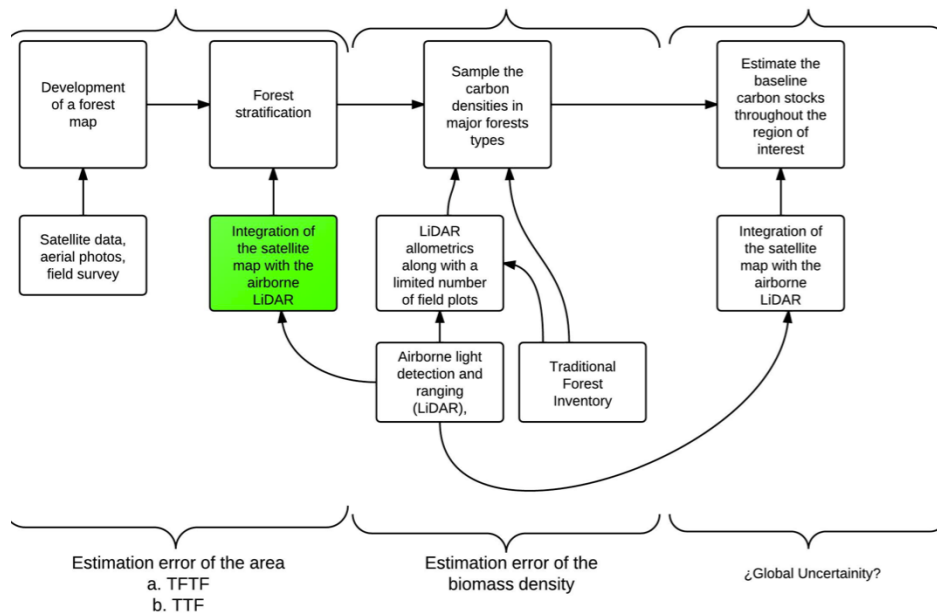 Development
of a forest
map
Forest
stratification
Sample the
carbon
densities in
major forests
types
Estimate the
baseline
carbon stocks
throughout the
region of
interest
Satellite data,
aerial photos,
field survey
Integration of
the satellite
map with the
airborne
LiDAR
LiDAR
allometrics
along with a
limited number
of field plots
Integration of
the satellite
map with the
airborne
LiDAR
Airborne light
detection and
ranging
(LiDAR),
Traditional
Forest
Inventory
Estimation error of the area
a. TFTF
b. TTF
Estimation error of the
biomass density
¿Global Uncertainity?